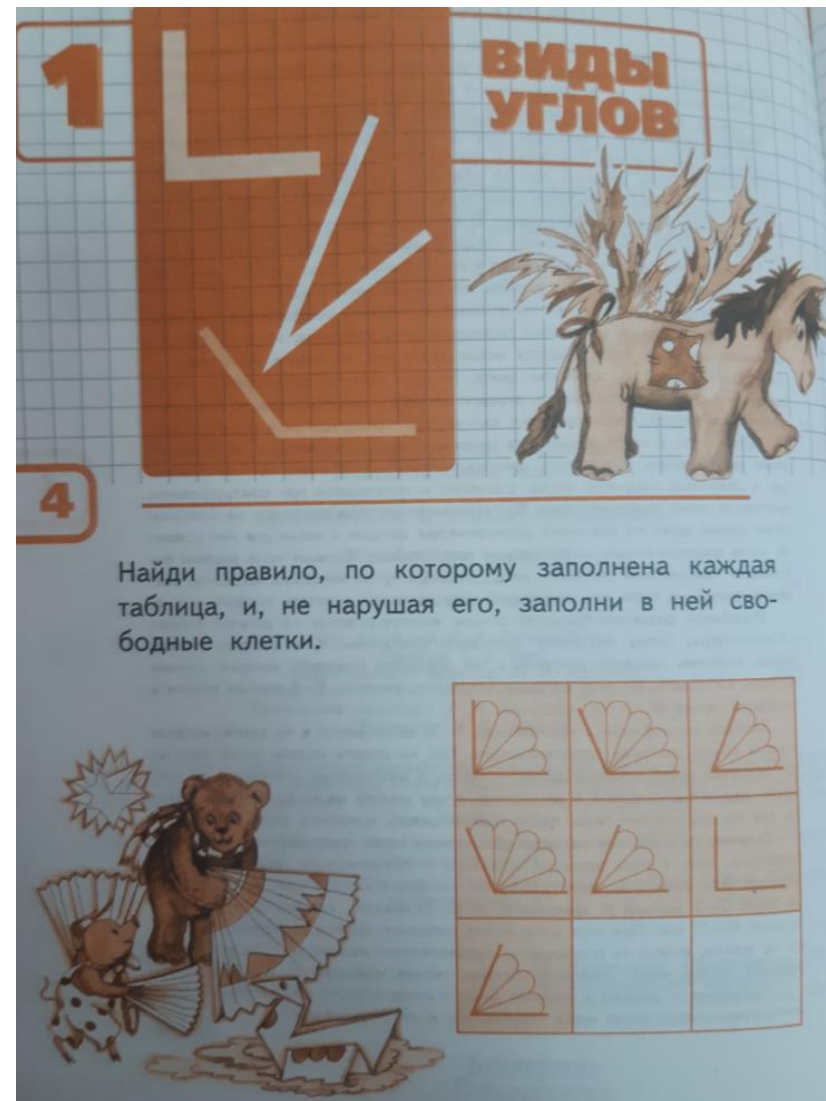 1
ВИДЫ
УГЛОВ
4
Найди правило, по которому заполнена каждая
таблица, и, не нарушая его, заполни в ней сво-
бодные клетки.